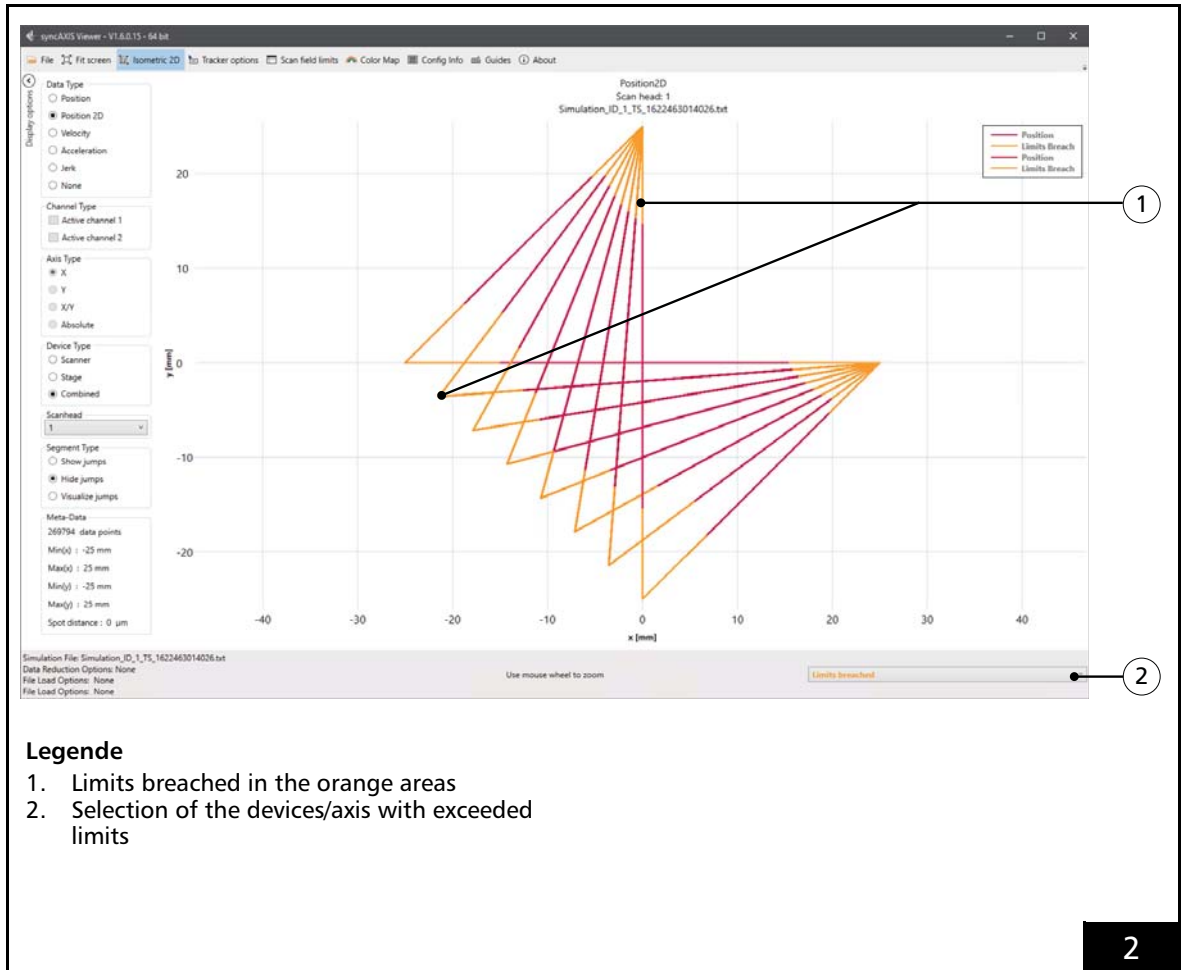 syncAXIS Viewer - V1.6.0.15 - 64 bit
File Fit screen Isometric 2D Tracker options Scan field limits Color Map Config Info Guides About
Display options
Data Type
Position
Position 2D
Velocity
Acceleration
Jerk
None
Channel Type
Active channel 1
Active channel 2
Axis Type
X
Y
X/Y
Absolute
Device Type
Scanner
Stage
Combined
Scanhead
1
Segment Type
Show jumps
Hide jumps
Visualize jumps
Meta-Data
269794 data points
Min(x) : -25 mm
Max(x) : 25 mm
Min(y) : -25 mm
Max(y) : 25 mm
Spot distance : 0 µm
Position2D
Scan head: 1
Simulation_ID_1_TS_1622463014026.txt
Position
Limits Breach
Position
Limits Breach
20
10
0
-10
-20
y [mm]
-40 -30 -20 -10 0 10 20 30 40
x [mm]
1
Simulation File: Simulation_ID_1_TS_1622463014026.txt
Data Reduction Options: None
File Load Options: None
File Load Options: None
Use mouse wheel to zoom
Limits breached
2
Legende
1. Limits breached in the orange areas
2. Selection of the devices/axis with exceeded
limits
2